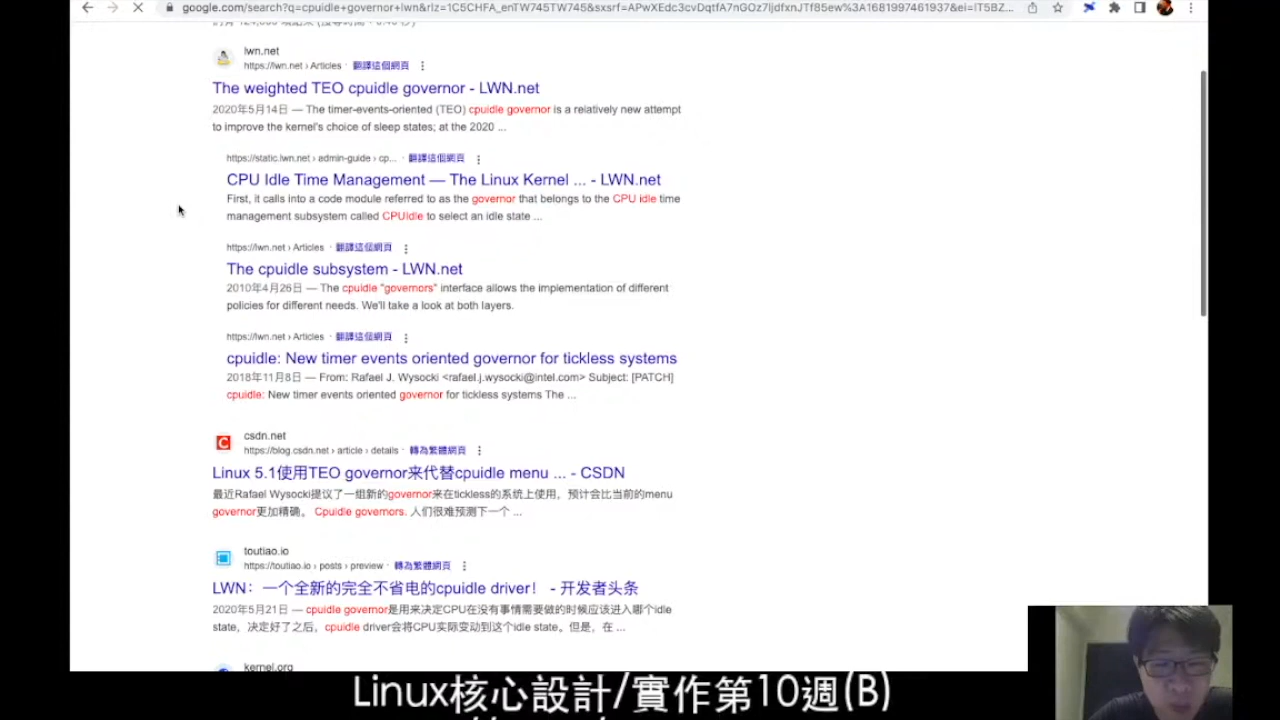 google.com/search?q=cpuidle+governor+lwn&rlz=1C5CHFA_enTW745TW745&sxsrf=APwXEdc3cvDqtfA7nGOz7ljdfxnJTf85ew%3A1681997461937&ei=lT5BZ...
lwn.net
https://lwn.net › Articles · 翻譯這個網頁
The weighted TEO cpuidle governor - LWN.net
2020年5月14日 — The timer-events-oriented (TEO) cpuidle governor is a relatively new attempt
to improve the kernel's choice of sleep states; at the 2020 ...
https://static.lwn.net › admin-guide › cp... · 翻譯這個網頁
CPU Idle Time Management — The Linux Kernel ... - LWN.net
First, it calls into a code module referred to as the governor that belongs to the CPU idle time
management subsystem called CPUIdle to select an idle state ...
https://lwn.net › Articles · 翻譯這個網頁
The cpuidle subsystem - LWN.net
2010年4月26日 — The cpuidle "governors" interface allows the implementation of different
policies for different needs. We'll take a look at both layers.
https://lwn.net › Articles · 翻譯這個網頁
cpuidle: New timer events oriented governor for tickless systems
2018年11月8日 — From: Rafael J. Wysocki <rafael.j.wysocki@intel.com> Subject: [PATCH]
cpuidle: New timer events oriented governor for tickless systems The ...
csdn.net
https://blog.csdn.net › article › details · 轉為繁體網頁
Linux 5.1使用TEO governor来代替cpuidle menu ... - CSDN
最近Rafael Wysocki提议了一组新的governor来在tickless的系统上使用，预计会比当前的menu
governor更加精确。 Cpuidle governors. 人们很难预测下一个 ...
toutiao.io
https://toutiao.io › posts › preview · 轉為繁體網頁
LWN：一个全新的完全不省电的cpuidle driver！ - 开发者头条
2020年5月21日 — cpuidle governor是用来决定CPU在没有事情需要做的时候应该进入哪个idle
state，决定好了之后，cpuidle driver会将CPU实际变动到这个idle state。但是，在 ...
kernel.org
Linux核心設計/實作第10週(B)